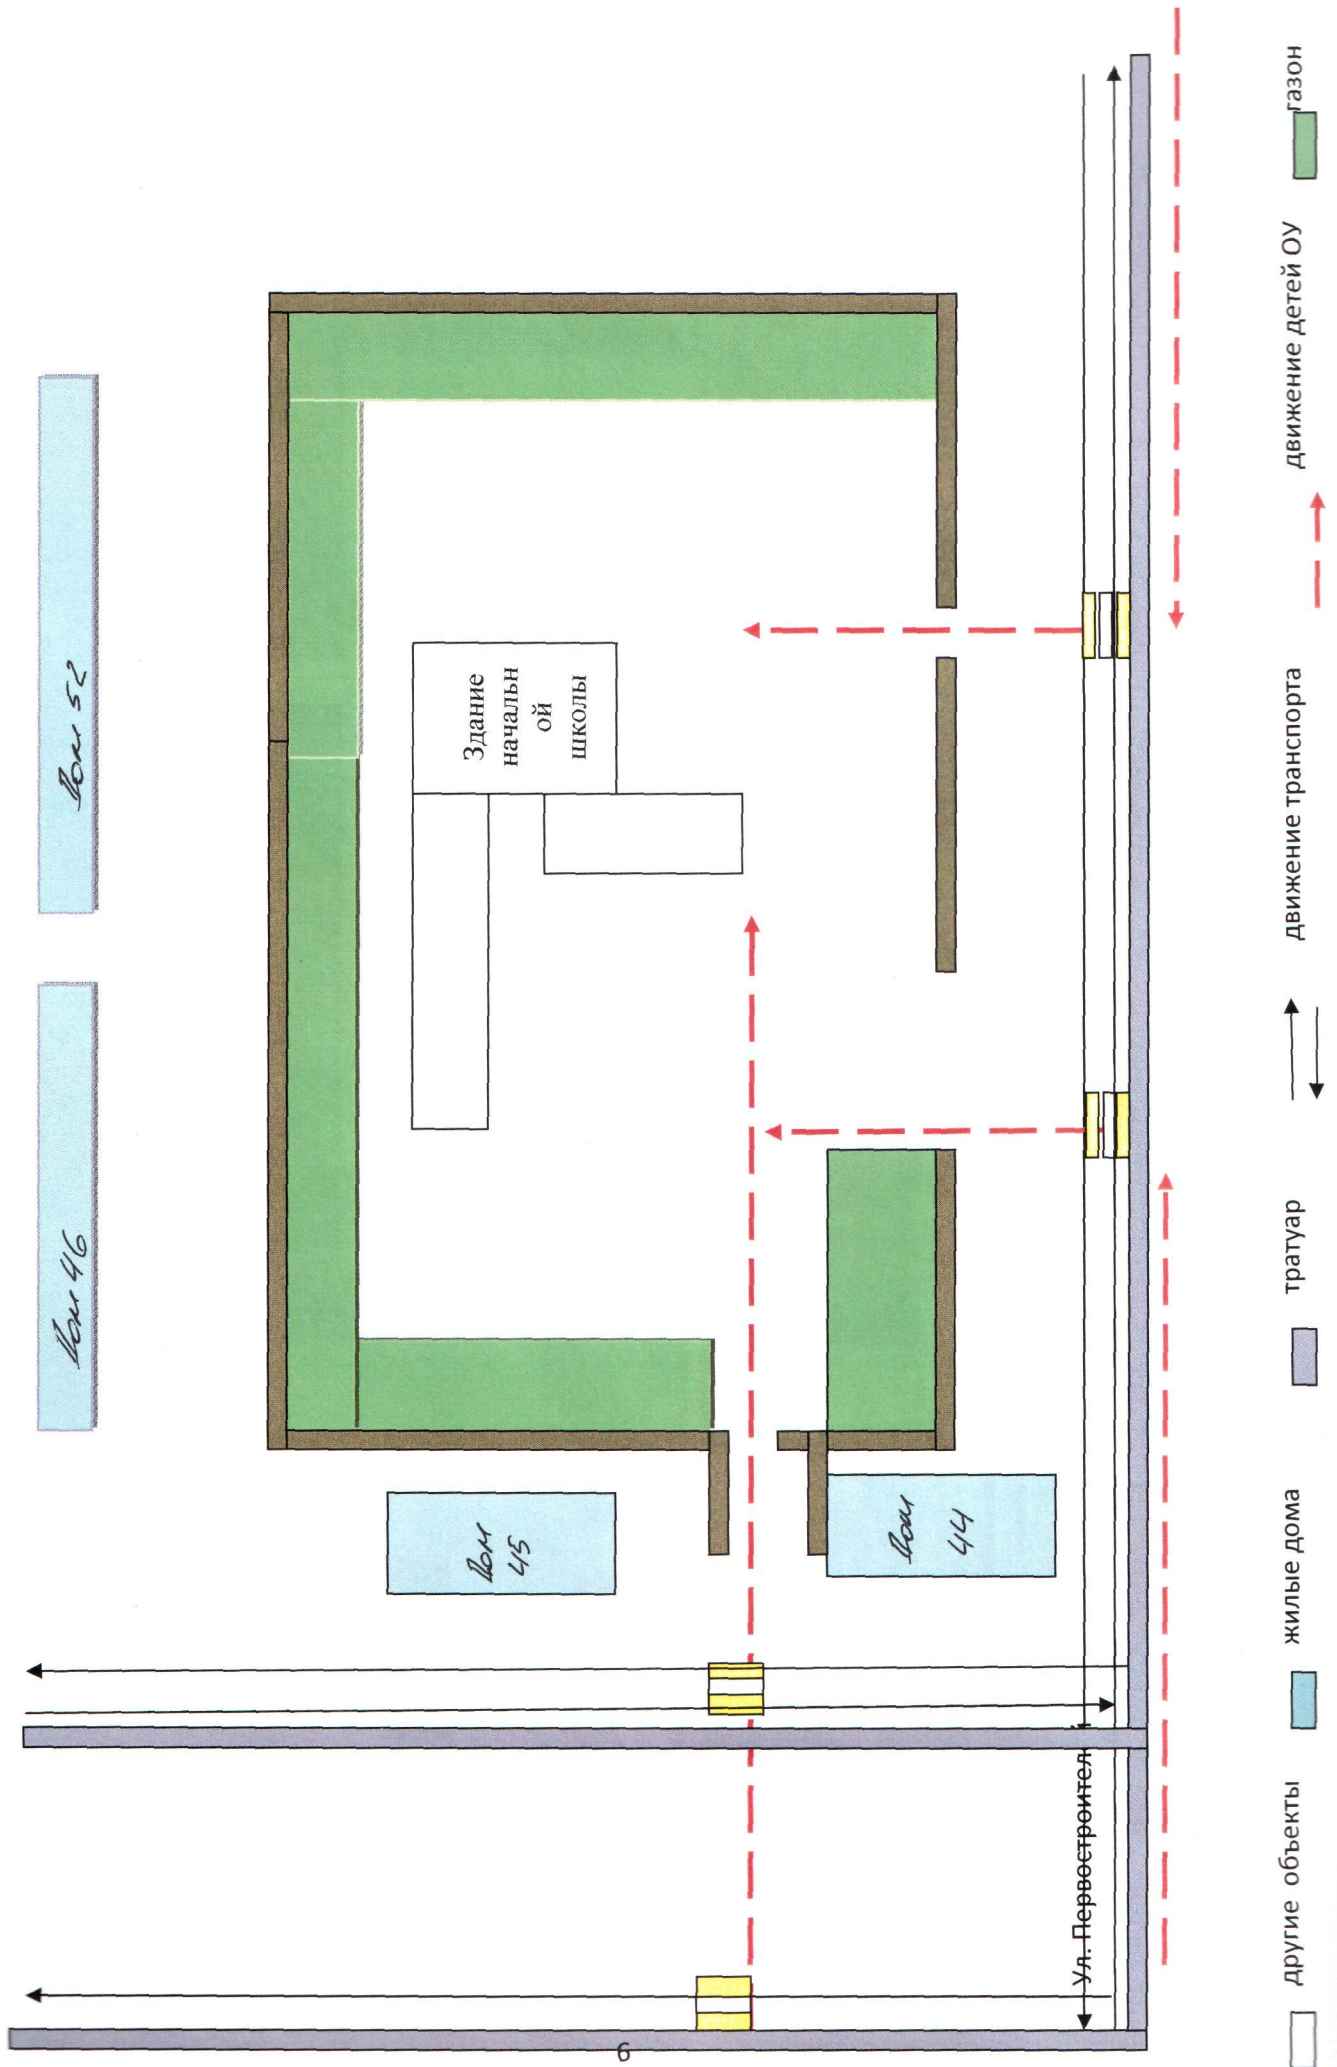 Дом 46
Дом 52
Здание
начальн
ой
школы
Дом
45
Дом
44
Ул. Первостроител
6
другие объекты
жилые дома
тратуар
движение транспорта
движение детей ОУ
газон